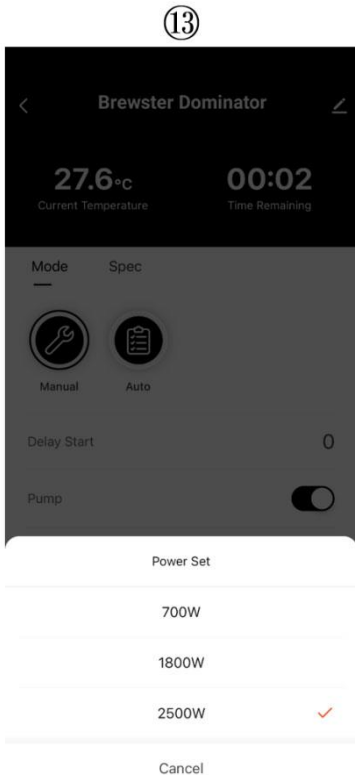 ⑬
Brewster Dominator
27.6°C 00:02
Current Temperature Time Remaining
Mode Spec
Manual Auto
Delay Start 0
Pump
Power Set
700W
1800W
2500W
Cancel